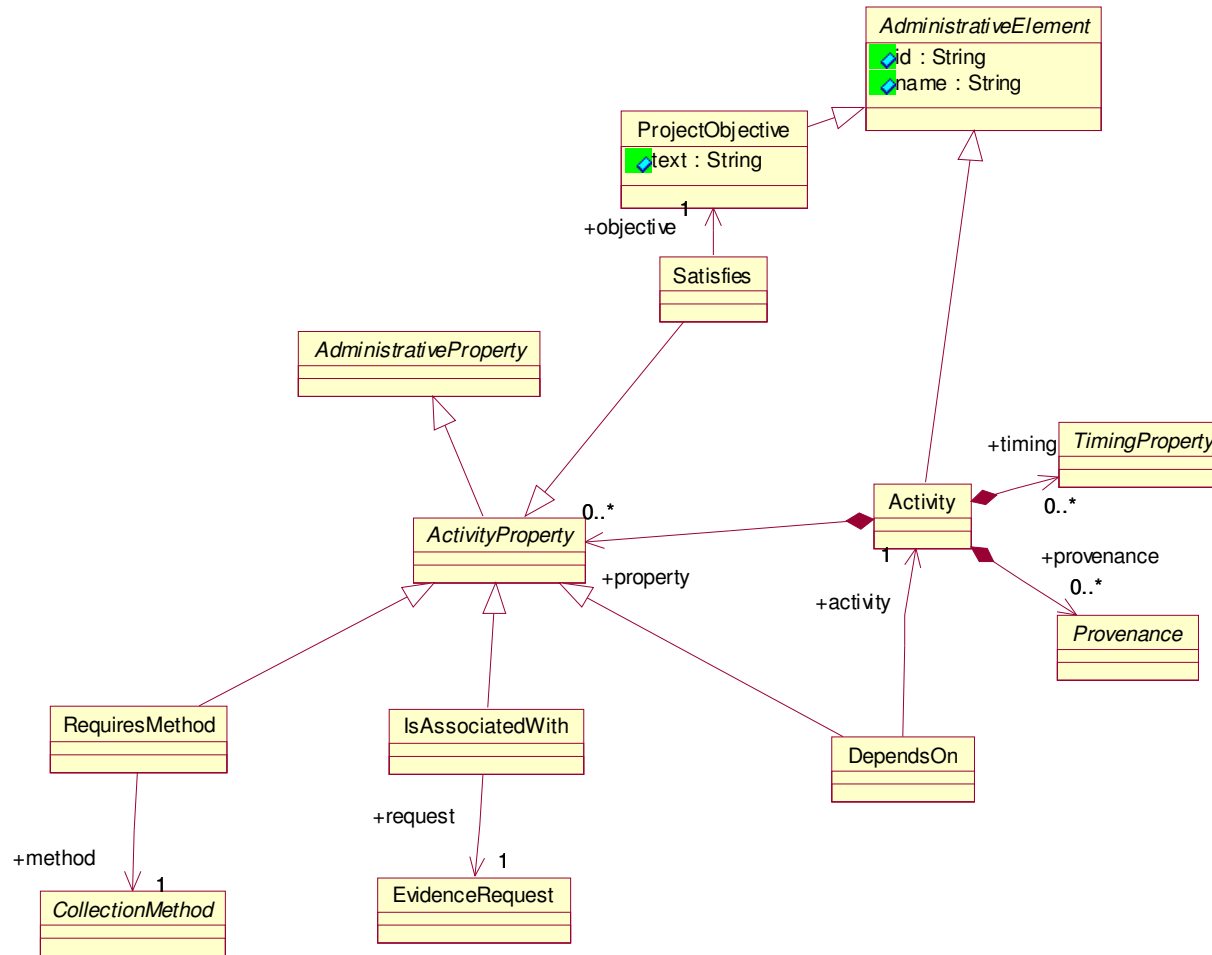 AdministrativeElement
id : String
name : String
ProjectObjective
text : String
1
+objective
Satisfies
AdministrativeProperty
+timing
TimingProperty
0..*
Activity
0..*
ActivityProperty
1
+provenance
+property
0..*
+activity
Provenance
RequiresMethod
IsAssociatedWith
DependsOn
+request
+method
1
1
CollectionMethod
EvidenceRequest